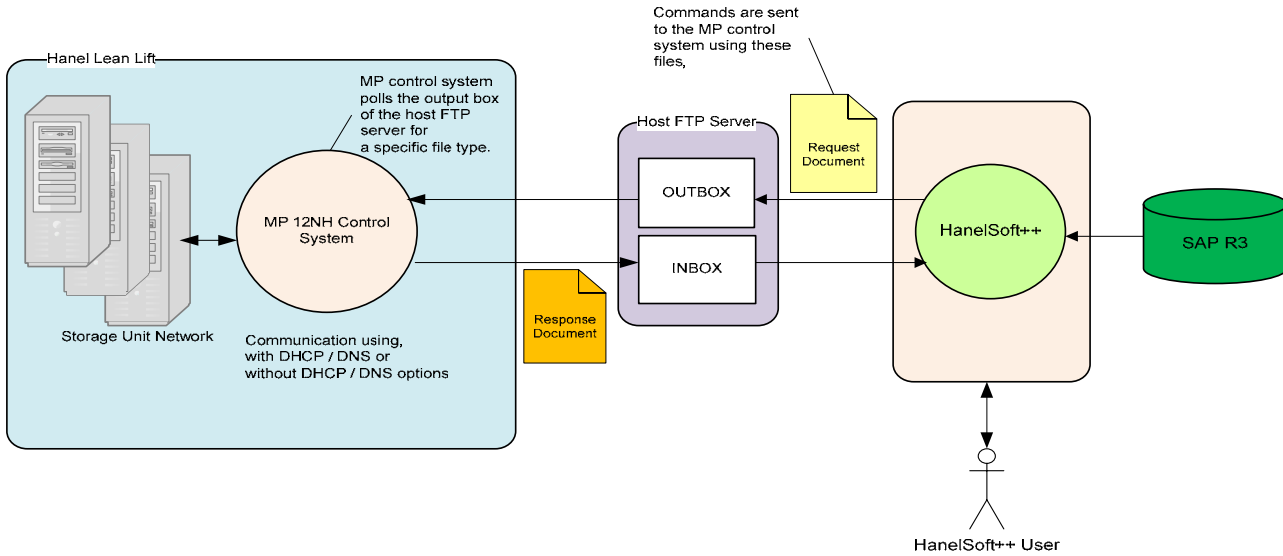 Hanel Lean Lift
MP control system
polls the output box
of the host FTP
server for
a specific file type.
MP 12NH Control
System
Storage Unit Network
Communication using,
with DHCP / DNS or
without DHCP / DNS options
Response
Document
Host FTP Server
OUTBOX
INBOX
Commands are sent
to the MP control
system using these
files,
Request
Document
HanelSoft++
SAP R3
HanelSoft++ User